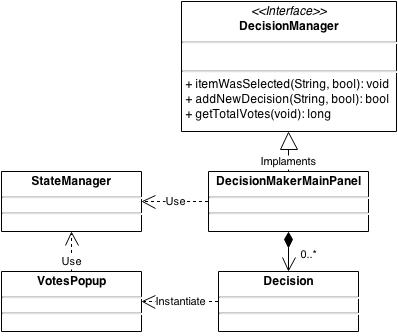 <<Interface>>
DecisionManager
+ itemWasSelected(String, bool): void
+ addNewDecision(String, bool): bool
+ getTotalVotes(void): long
Implaments
StateManager
Use
DecisionMakerMainPanel
Use
0..*
VotesPopup
Instantiate
Decision